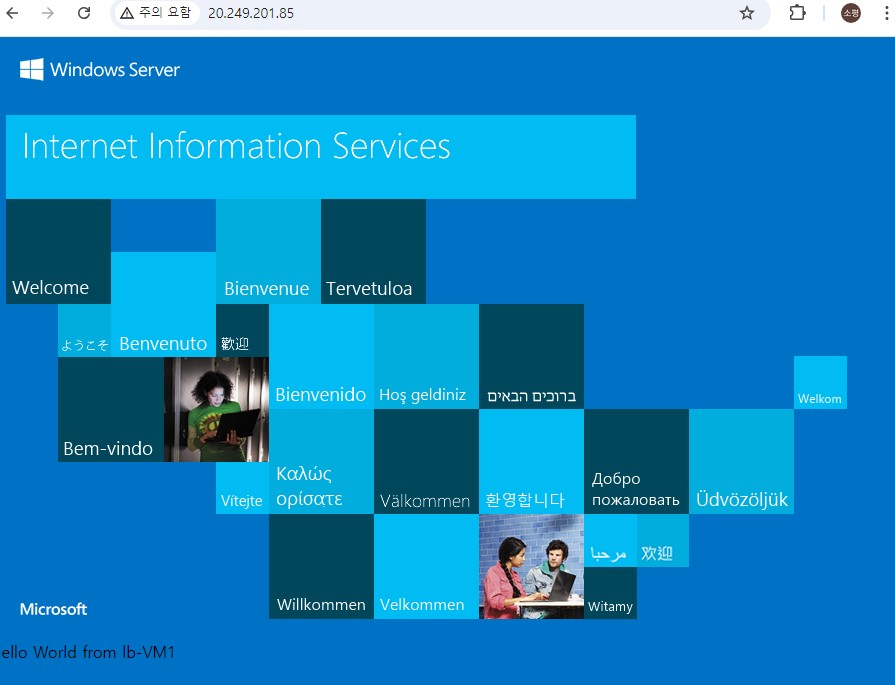 주의 요함
20.249.201.85
소평
Windows Server
Internet Information Services
Welcome
Bienvenue
Tervetuloa
ようこそ
Benvenuto
歡迎
Bienvenido
Hoş geldiniz
ברוכים הבאים
Welkom
Bem-vindo
Vítejte
Καλώς
ορίσατε
Välkommen
환영합니다
Добро
пожаловать
Üdvözöljük
Willkommen
Velkommen
مرحبا
欢迎
Witamy
Microsoft
ello World from lb-VM1